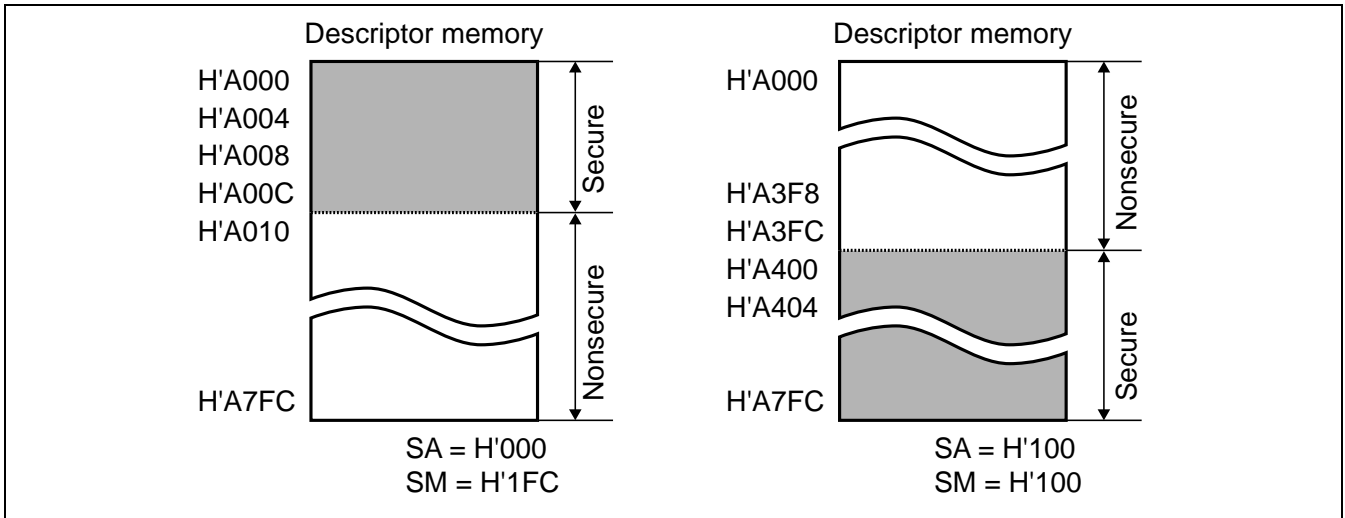 Descriptor memory
H'A000
H'A004
H'A008
H'A00C
H'A010
H'A7FC
Secure
Nonsecure
SA = H'000
SM = H'1FC
Descriptor memory
H'A000
H'A3F8
H'A3FC
H'A400
H'A404
H'A7FC
Nonsecure
Secure
SA = H'100
SM = H'100